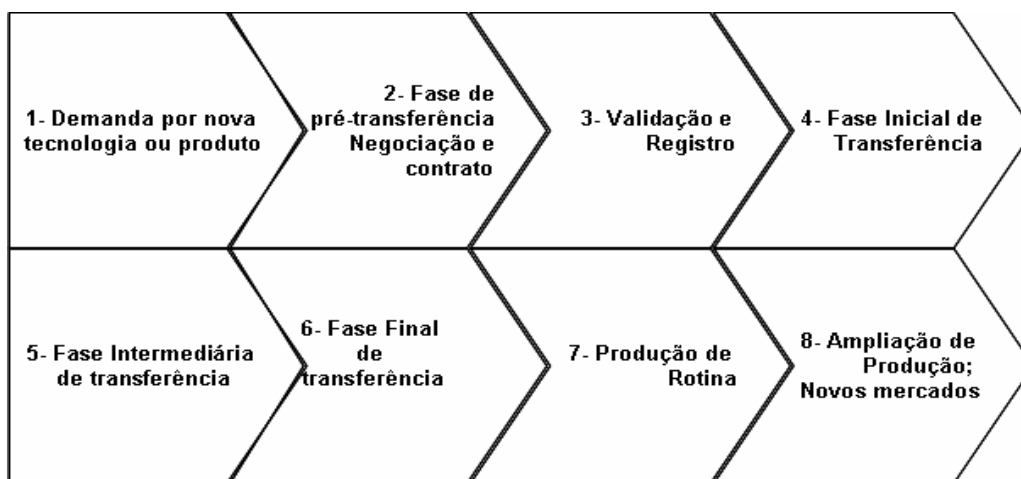 1- Demanda por nova
tecnologia ou produto
2- Fase de
pré-transferência
Negociação e
contrato
3- Validação e
Registro
4- Fase Inicial de
Transferência
5- Fase Intermediária
de transferência
6- Fase Final
de
transferência
7- Produção de
Rotina
8- Ampliação de
Produção;
Novos mercados